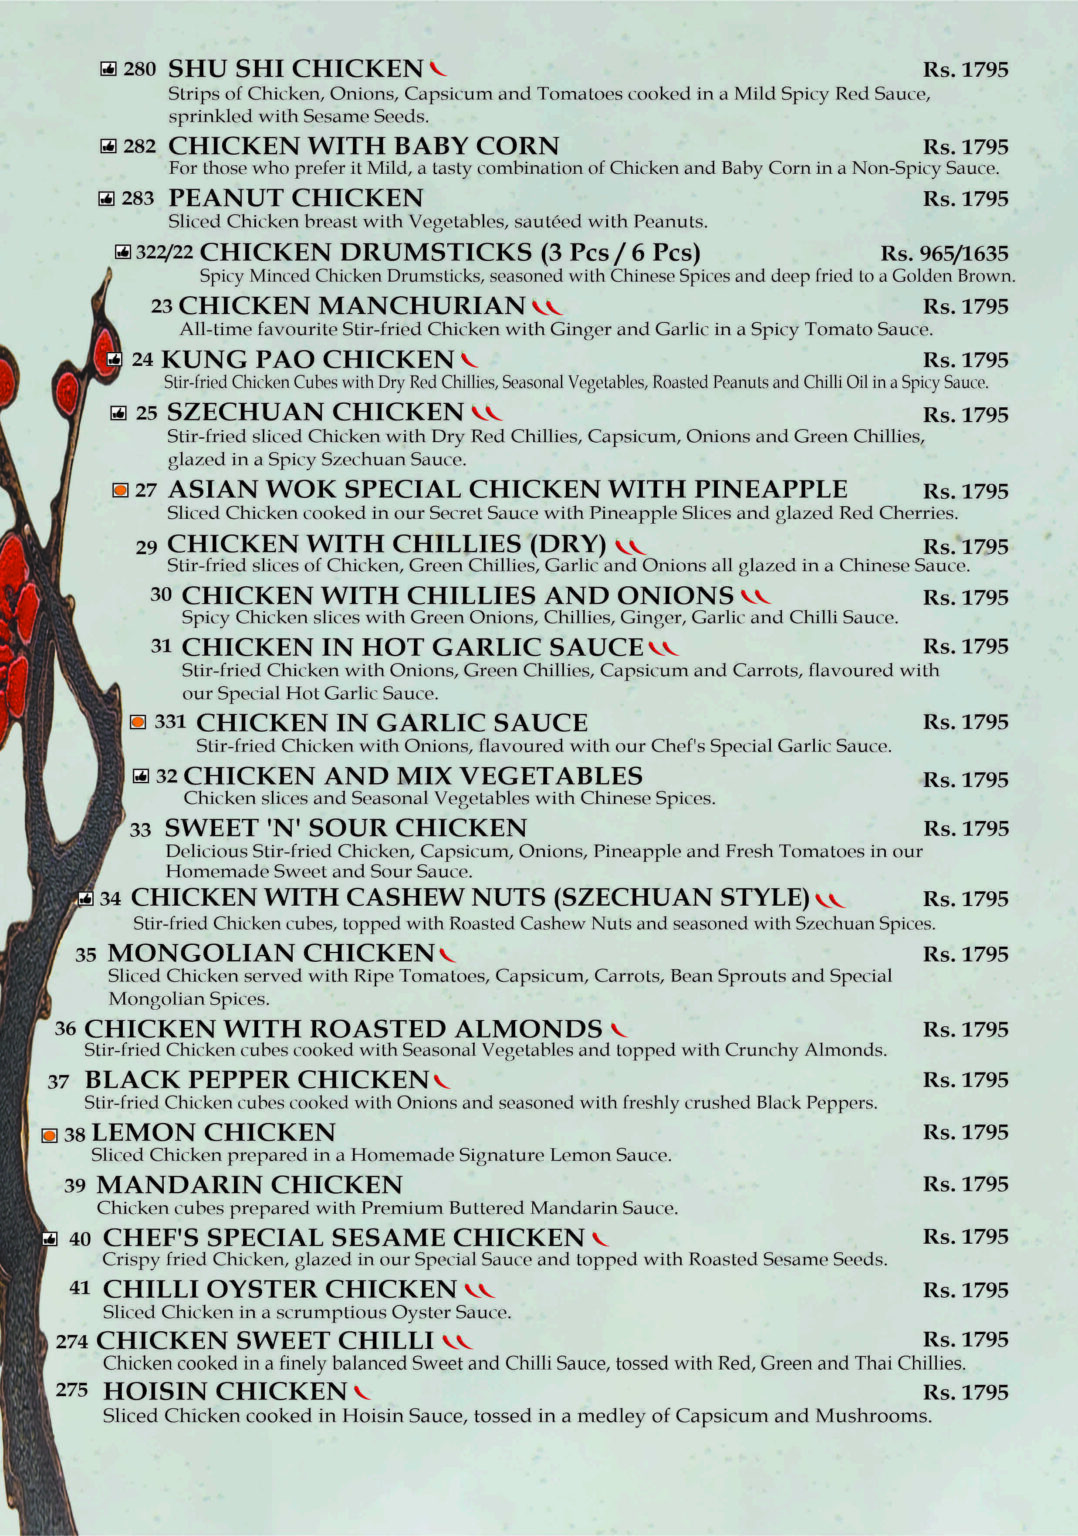 280 SHU SHI CHICKEN Rs. 1795
Strips of Chicken, Onions, Capsicum and Tomatoes cooked in a Mild Spicy Red Sauce,
sprinkled with Sesame Seeds.
282 CHICKEN WITH BABY CORN Rs. 1795
For those who prefer it Mild, a tasty combination of Chicken and Baby Corn in a Non-Spicy Sauce.
283 PEANUT CHICKEN Rs. 1795
Sliced Chicken breast with Vegetables, sautéed with Peanuts.
322/22 CHICKEN DRUMSTICKS (3 Pcs / 6 Pcs) Rs. 965/1635
Spicy Minced Chicken Drumsticks, seasoned with Chinese Spices and deep fried to a Golden Brown.
23 CHICKEN MANCHURIAN Rs. 1795
All-time favourite Stir-fried Chicken with Ginger and Garlic in a Spicy Tomato Sauce.
24 KUNG PAO CHICKEN Rs. 1795
Stir-fried Chicken Cubes with Dry Red Chillies, Seasonal Vegetables, Roasted Peanuts and Chilli Oil in a Spicy Sauce.
25 SZECHUAN CHICKEN Rs. 1795
Stir-fried sliced Chicken with Dry Red Chillies, Capsicum, Onions and Green Chillies,
glazed in a Spicy Szechuan Sauce.
27 ASIAN WOK SPECIAL CHICKEN WITH PINEAPPLE Rs. 1795
Sliced Chicken cooked in our Secret Sauce with Pineapple Slices and glazed Red Cherries.
29 CHICKEN WITH CHILLIES (DRY) Rs. 1795
Stir-fried slices of Chicken, Green Chillies, Garlic and Onions all glazed in a Chinese Sauce.
30 CHICKEN WITH CHILLIES AND ONIONS Rs. 1795
Spicy Chicken slices with Green Onions, Chillies, Ginger, Garlic and Chilli Sauce.
31 CHICKEN IN HOT GARLIC SAUCE Rs. 1795
Stir-fried Chicken with Onions, Green Chillies, Capsicum and Carrots, flavoured with
our Special Hot Garlic Sauce.
331 CHICKEN IN GARLIC SAUCE Rs. 1795
Stir-fried Chicken with Onions, flavoured with our Chef's Special Garlic Sauce.
32 CHICKEN AND MIX VEGETABLES Rs. 1795
Chicken slices and Seasonal Vegetables with Chinese Spices.
33 SWEET 'N' SOUR CHICKEN Rs. 1795
Delicious Stir-fried Chicken, Capsicum, Onions, Pineapple and Fresh Tomatoes in our
Homemade Sweet and Sour Sauce.
34 CHICKEN WITH CASHEW NUTS (SZECHUAN STYLE) Rs. 1795
Stir-fried Chicken cubes, topped with Roasted Cashew Nuts and seasoned with Szechuan Spices.
35 MONGOLIAN CHICKEN Rs. 1795
Sliced Chicken served with Ripe Tomatoes, Capsicum, Carrots, Bean Sprouts and Special
Mongolian Spices.
36 CHICKEN WITH ROASTED ALMONDS Rs. 1795
Stir-fried Chicken cubes cooked with Seasonal Vegetables and topped with Crunchy Almonds.
37 BLACK PEPPER CHICKEN Rs. 1795
Stir-fried Chicken cubes cooked with Onions and seasoned with freshly crushed Black Peppers.
38 LEMON CHICKEN Rs. 1795
Sliced Chicken prepared in a Homemade Signature Lemon Sauce.
39 MANDARIN CHICKEN Rs. 1795
Chicken cubes prepared with Premium Buttered Mandarin Sauce.
40 CHEF'S SPECIAL SESAME CHICKEN Rs. 1795
Crispy fried Chicken, glazed in our Special Sauce and topped with Roasted Sesame Seeds.
41 CHILLI OYSTER CHICKEN Rs. 1795
Sliced Chicken in a scrumptious Oyster Sauce.
274 CHICKEN SWEET CHILLI Rs. 1795
Chicken cooked in a finely balanced Sweet and Chilli Sauce, tossed with Red, Green and Thai Chillies.
275 HOISIN CHICKEN Rs. 1795
Sliced Chicken cooked in Hoisin Sauce, tossed in a medley of Capsicum and Mushrooms.